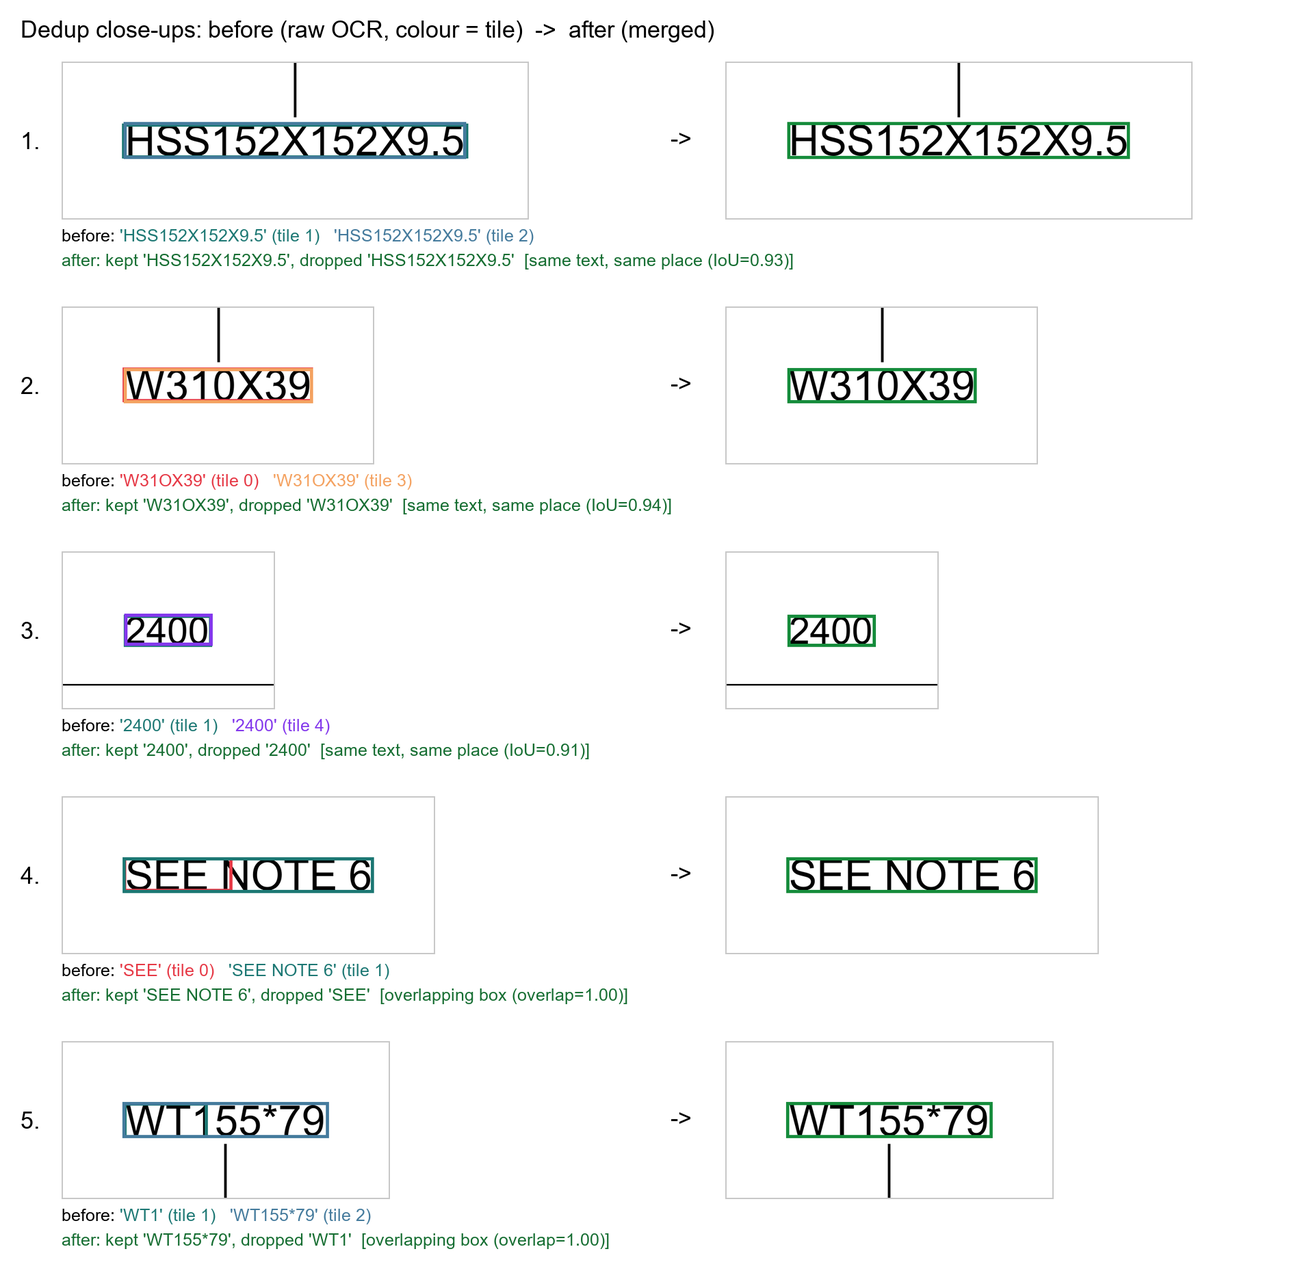 Dedup close-ups: before (raw OCR, colour = tile)  ->  after (merged)
1.
HSS152X152X9.5
->
HSS152X152X9.5
before: 'HSS152X152X9.5' (tile 1)   'HSS152X152X9.5' (tile 2)
after: kept 'HSS152X152X9.5', dropped 'HSS152X152X9.5'  [same text, same place (IoU=0.93)]
2.
W310X39
->
W310X39
before: 'W31OX39' (tile 0)   'W31OX39' (tile 3)
after: kept 'W31OX39', dropped 'W31OX39'  [same text, same place (IoU=0.94)]
3.
2400
->
2400
before: '2400' (tile 1)   '2400' (tile 4)
after: kept '2400', dropped '2400'  [same text, same place (IoU=0.91)]
4.
SEE NOTE 6
->
SEE NOTE 6
before: 'SEE' (tile 0)   'SEE NOTE 6' (tile 1)
after: kept 'SEE NOTE 6', dropped 'SEE'  [overlapping box (overlap=1.00)]
5.
WT155*79
->
WT155*79
before: 'WT1' (tile 1)   'WT155*79' (tile 2)
after: kept 'WT155*79', dropped 'WT1'  [overlapping box (overlap=1.00)]